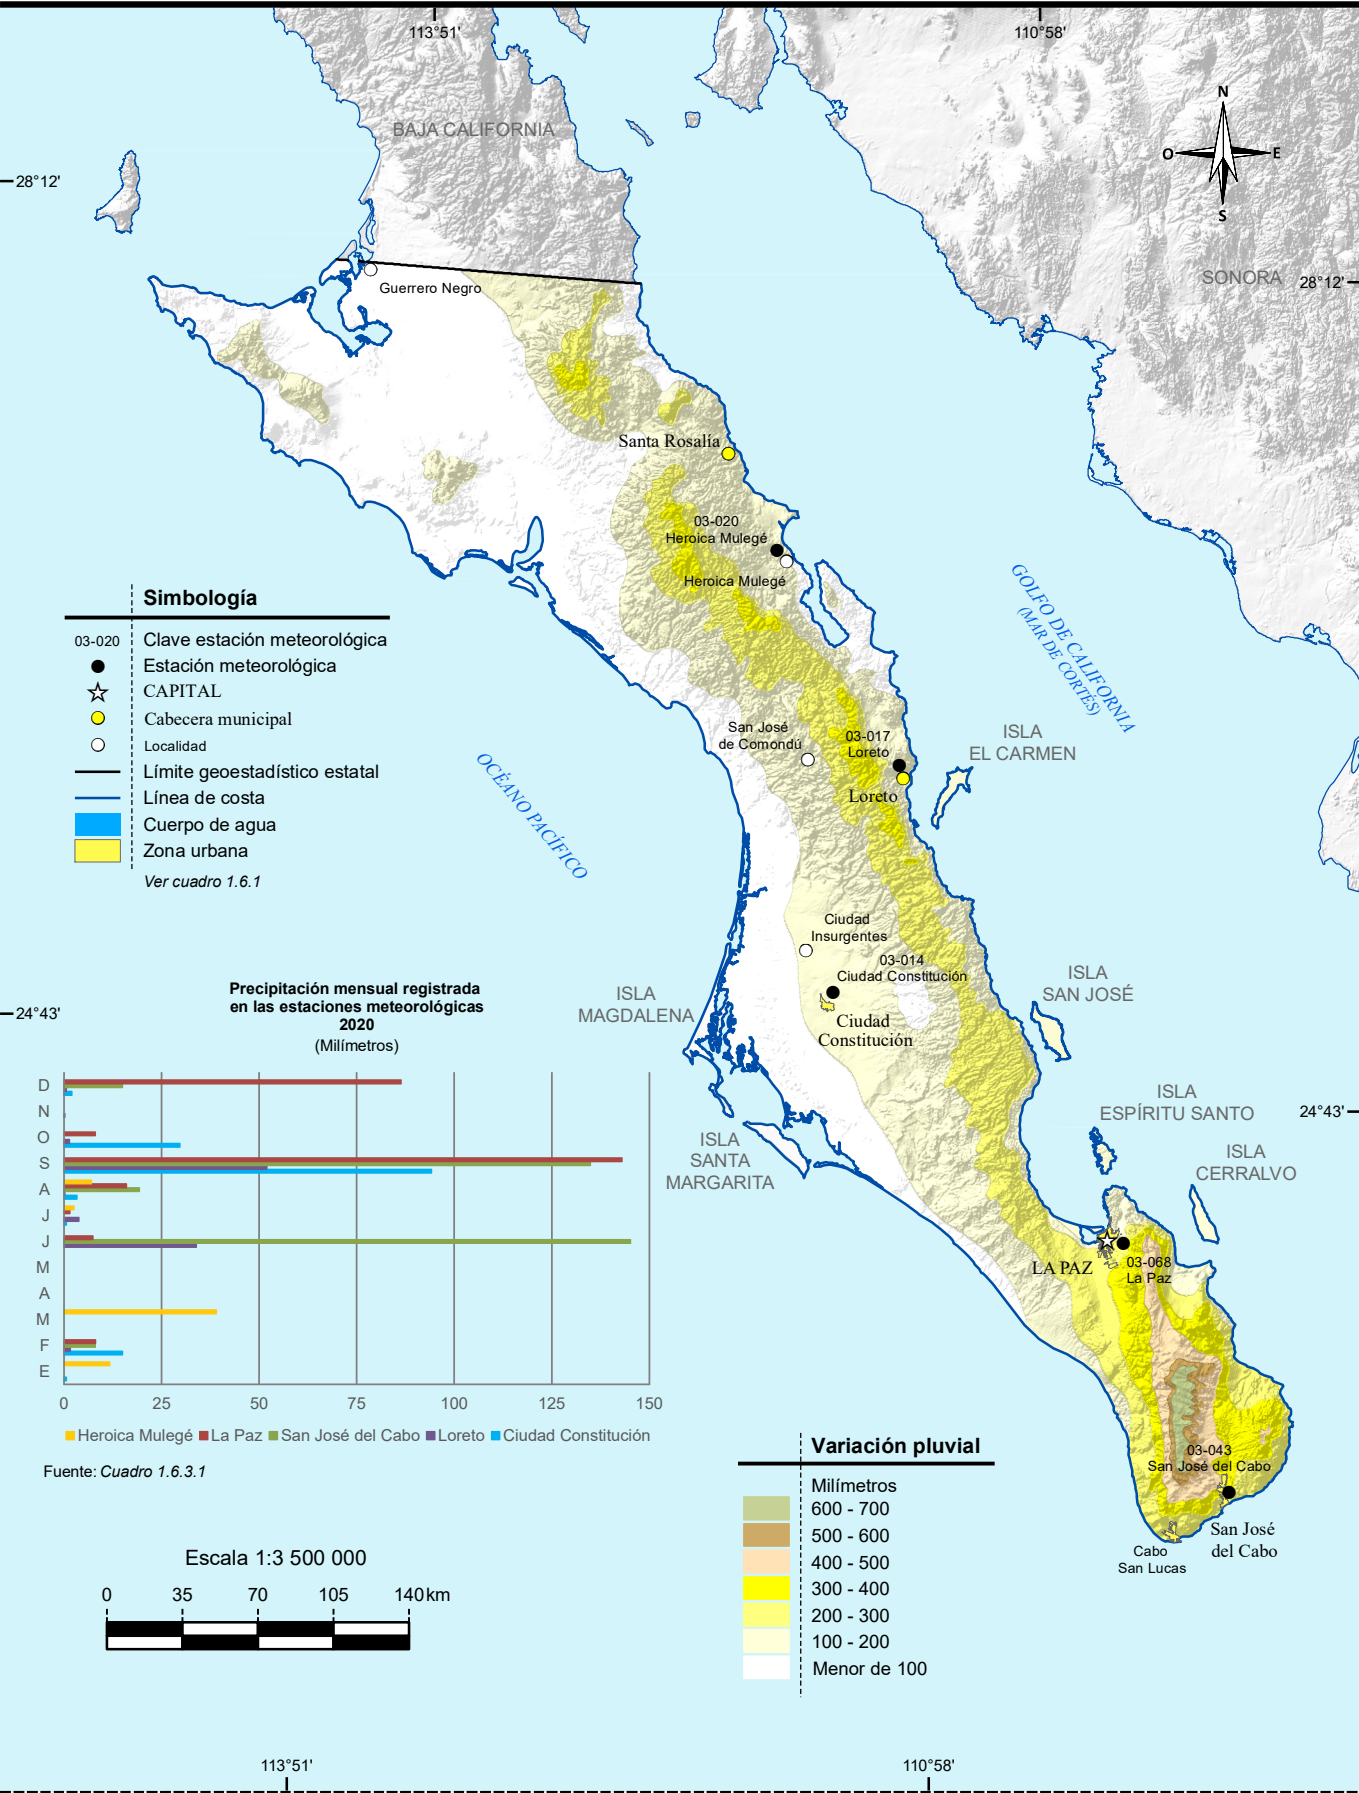 113°51'
110°58'
BAJA CALIFORNIA
N
O
E
S
28°12'
SONORA
28°12'
Guerrero Negro
Santa Rosalía
03-020
Heroica Mulegé
Heroica Mulegé
GOLFO DE CALIFORNIA
(MAR DE CORTÉS)
Simbología
03-020 Clave estación meteorológica
Estación meteorológica
CAPITAL
Cabecera municipal
Localidad
Límite geoestadístico estatal
Línea de costa
Cuerpo de agua
Zona urbana
Ver cuadro 1.6.1
San José
de Comondú
03-017
Loreto
Loreto
ISLA
EL CARMEN
OCÉANO PACÍFICO
Ciudad
Insurgentes
03-014
Ciudad Constitución
Ciudad
Constitución
ISLA
SAN JOSÉ
ISLA
MAGDALENA
24°43'
24°43'
ISLA
ESPÍRITU SANTO
ISLA
CERRALVO
ISLA
SANTA
MARGARITA
LA PAZ
03-068
La Paz
03-043
San José del Cabo
San José
del Cabo
Cabo
San Lucas
Precipitación mensual registrada
en las estaciones meteorológicas
2020
(Milímetros)
D
N
O
S
A
J
J
M
A
M
F
E
0 25 50 75 100 125 150
Heroica Mulegé La Paz San José del Cabo Loreto Ciudad Constitución
Fuente: Cuadro 1.6.3.1
Escala 1:3 500 000
0 35 70 105 140 km
Variación pluvial
Milímetros
600 - 700
500 - 600
400 - 500
300 - 400
200 - 300
100 - 200
Menor de 100
113°51'
110°58'